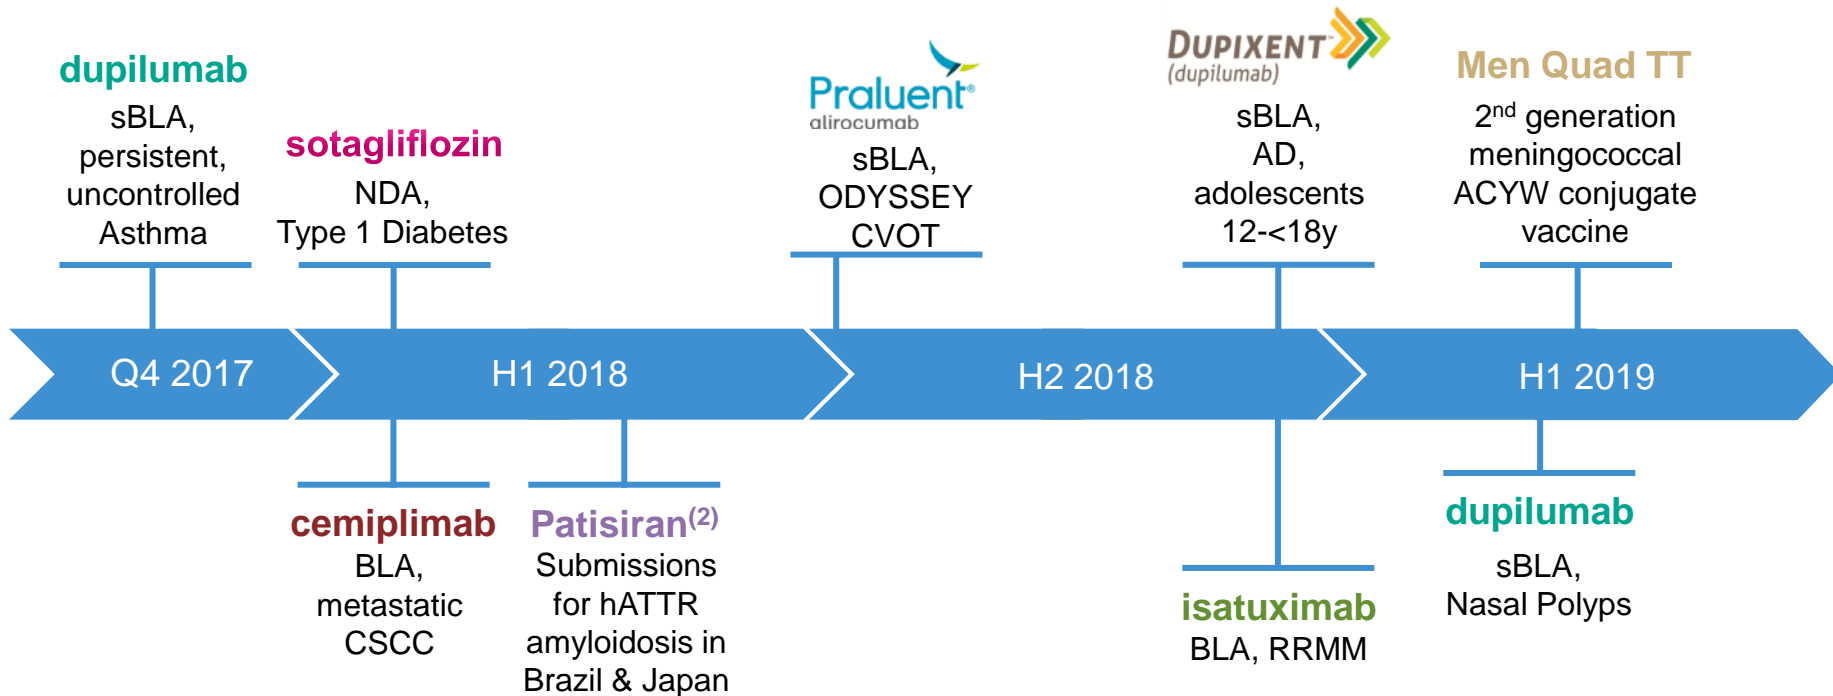 dupilumab
sBLA,
persistent,
uncontrolled
Asthma
sotagliflozin
NDA,
Type 1 Diabetes
Praluent®
alirocumab
sBLA,
ODYSSEY
CVOT
DUPIXENT™
(dupilumab)
sBLA,
AD,
adolescents
12-<18y
Men Quad TT
2nd generation
meningococcal
ACYW conjugate
vaccine
Q4 2017
H1 2018
H2 2018
H1 2019
cemiplimab
BLA,
metastatic
CSCC
Patisiran(2)
Submissions
for hATTR
amyloidosis in
Brazil & Japan
isatuximab
BLA, RRMM
dupilumab
sBLA,
Nasal Polyps